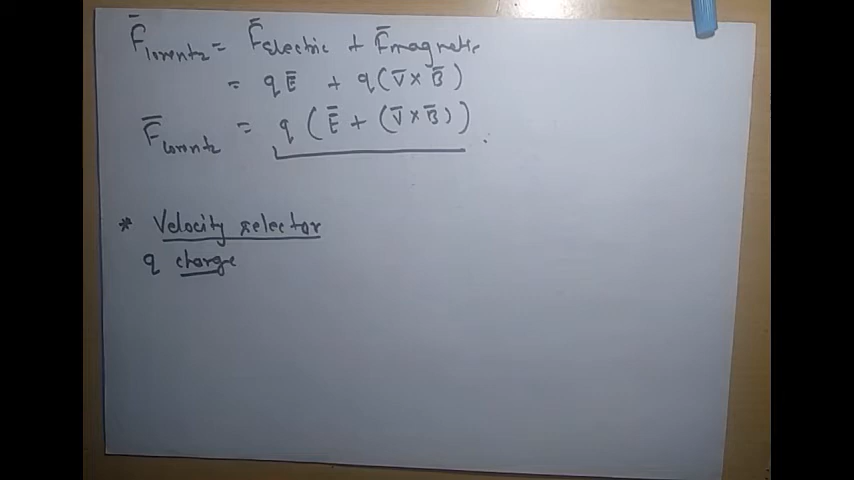 F̄lorentz = F̄Electric + F̄magnetic
= qĒ + q(V̄ × B̄)
F̄lorentz = q(Ē + (V̄ × B̄))
* Velocity selector
q charge